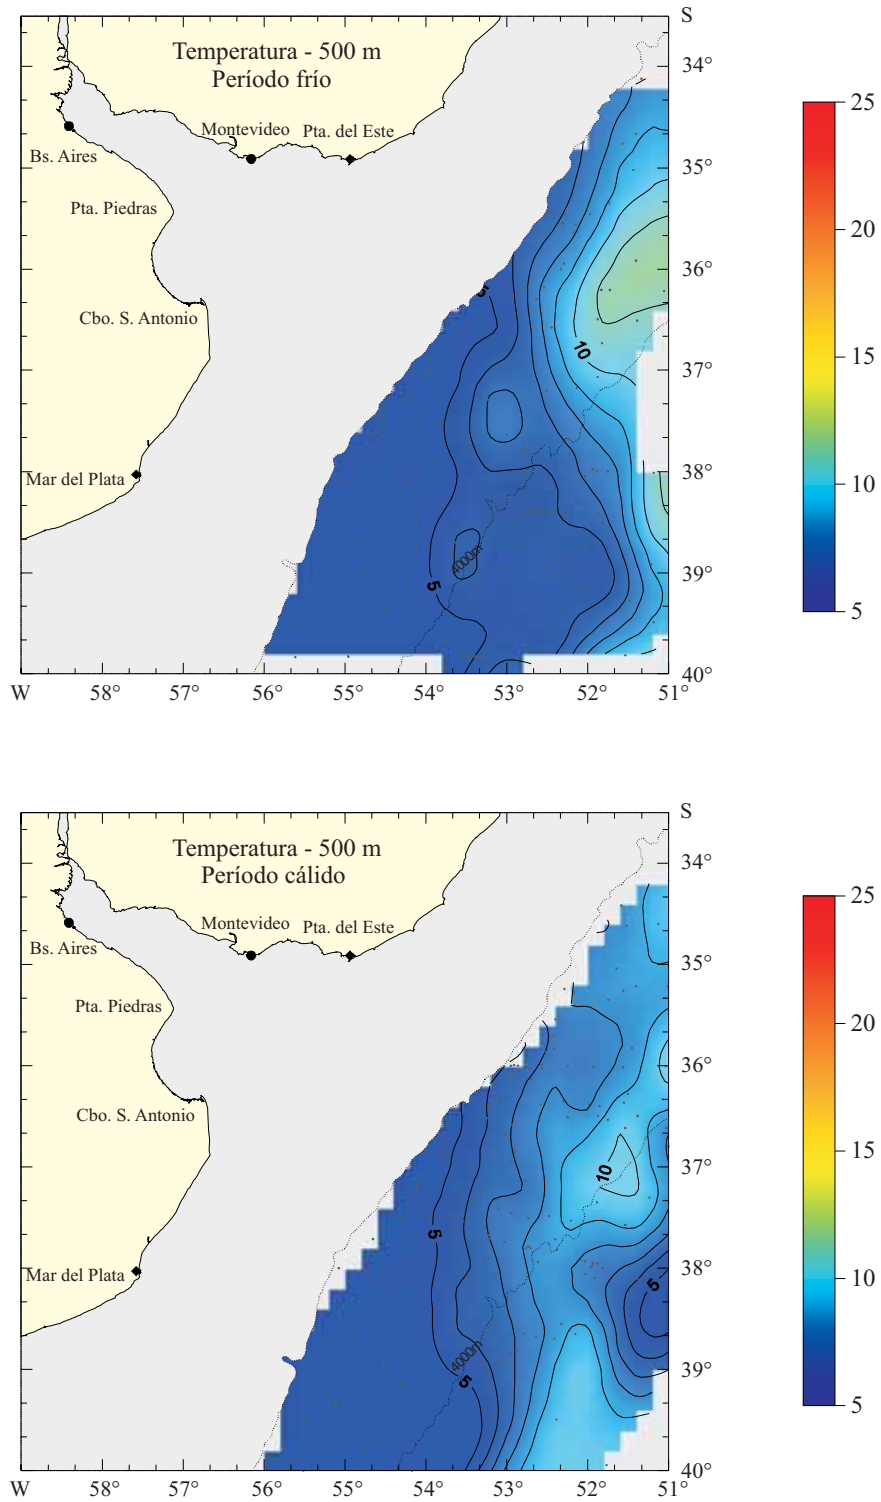 S
Temperatura - 500 m
Período frío
34°
25
Montevideo
Pta. del Este
Bs. Aires
35°
Pta. Piedras
20
36°
5
Cbo. S. Antonio
10
37°
15
Mar del Plata
38°
10
4000m
5
39°
5
40°
W
58°
57°
56°
55°
54°
53°
52°
51°
S
Temperatura - 500 m
Período cálido
34°
25
Montevideo
Pta. del Este
Bs. Aires
35°
Pta. Piedras
20
36°
Cbo. S. Antonio
10
37°
15
5
Mar del Plata
38°
5
10
4000m
5
39°
5
40°
W
58°
57°
56°
55°
54°
53°
52°
51°